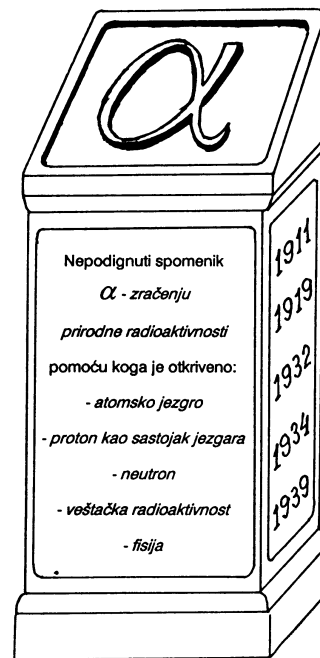 α
Nepodignuti spomenik
α - zračenju
prirodne radioaktivnosti
pomoću koga je otkriveno:
- atomsko jezgro
- proton kao sastojak jezgara
- neutron
- veštačka radioaktivnost
- fisija
1911
1919
1932
1934
1939